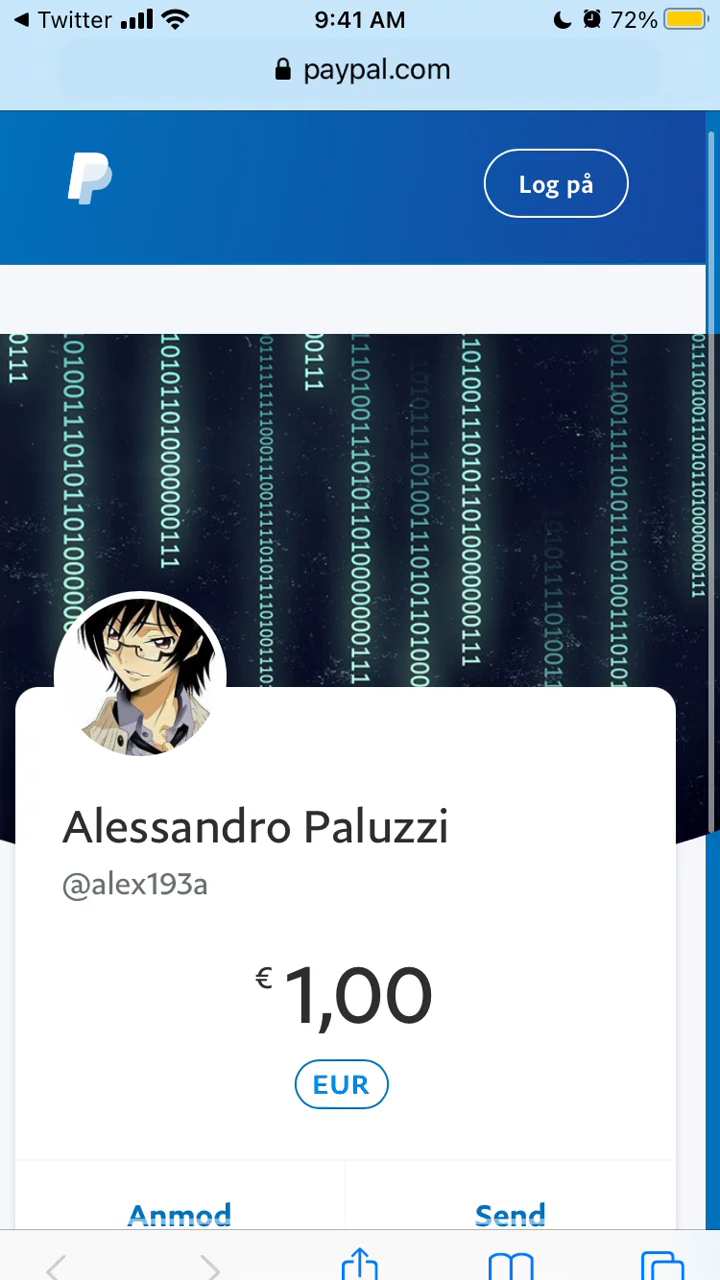 Twitter 9:41 AM 72%
paypal.com
Log på
Alessandro Paluzzi
@alex193a
€ 1,00
EUR
Anmod Send